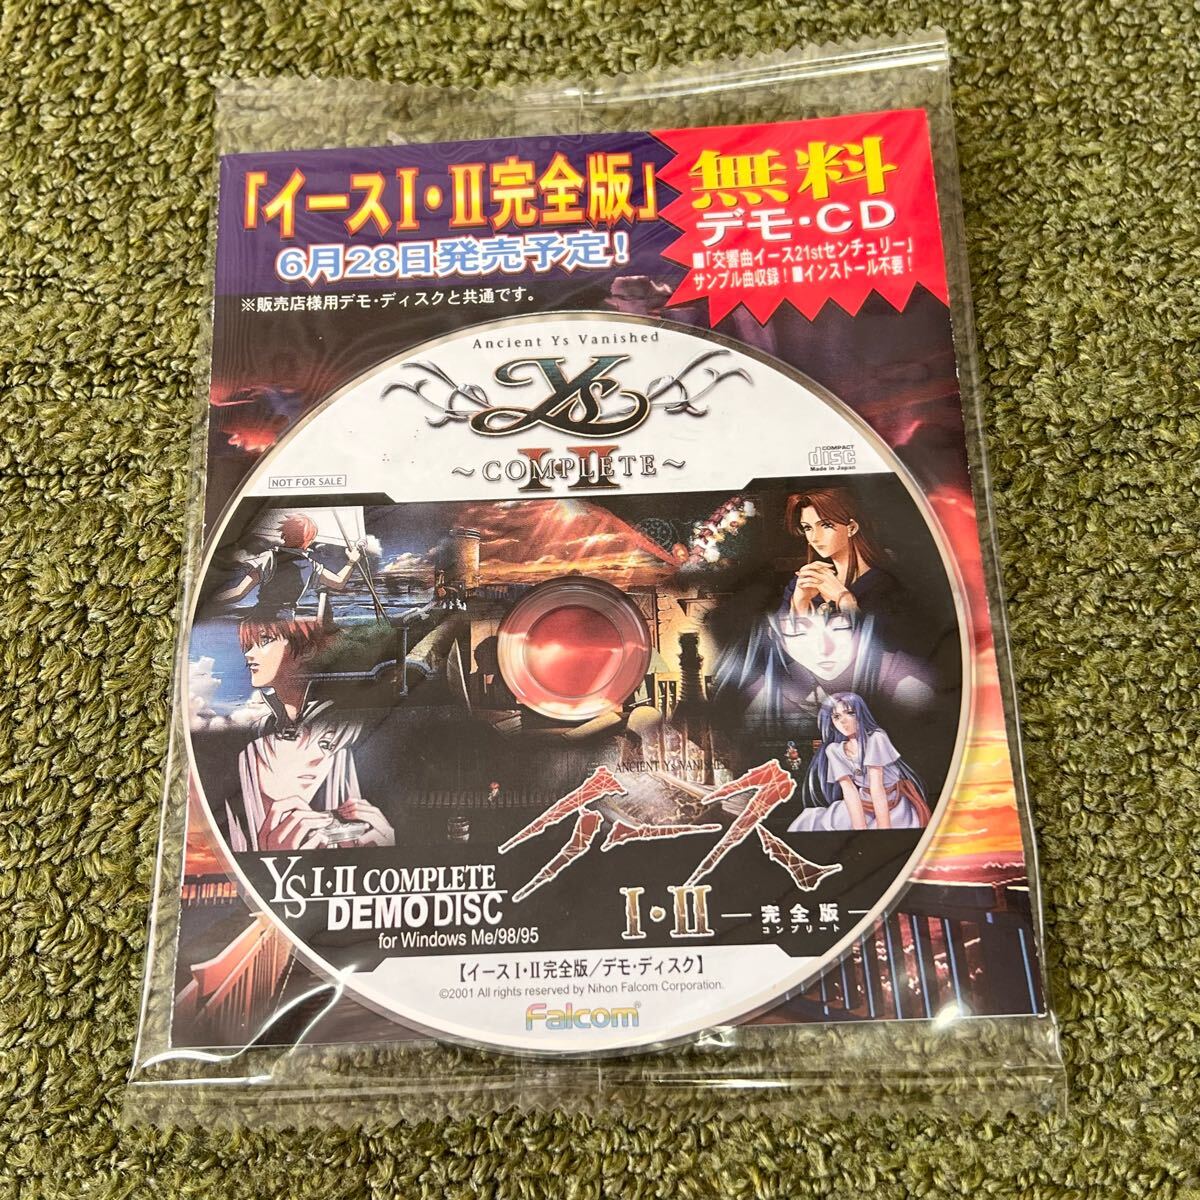 「イースⅠ・Ⅱ完全版」
6月28日発売予定!
※販売店様用デモ・ディスクと共通です。
無料
デモ・CD
■「交響曲イース21stセンチュリー」
サンプル曲収録!■インストール不要!
Ancient Ys Vanished
Ys
I・II
~COMPLETE~
NOT FOR SALE
COMPACT
disc
Made in Japan
ANCIENT Ys VANISHED
イース
I・II ―完全版―
コンプリート
YS I・II COMPLETE
DEMO DISC
for Windows Me/98/95
【イースⅠ・Ⅱ完全版/デモ・ディスク】
©2001 All rights reserved by Nihon Falcom Corporation.
Falcom®